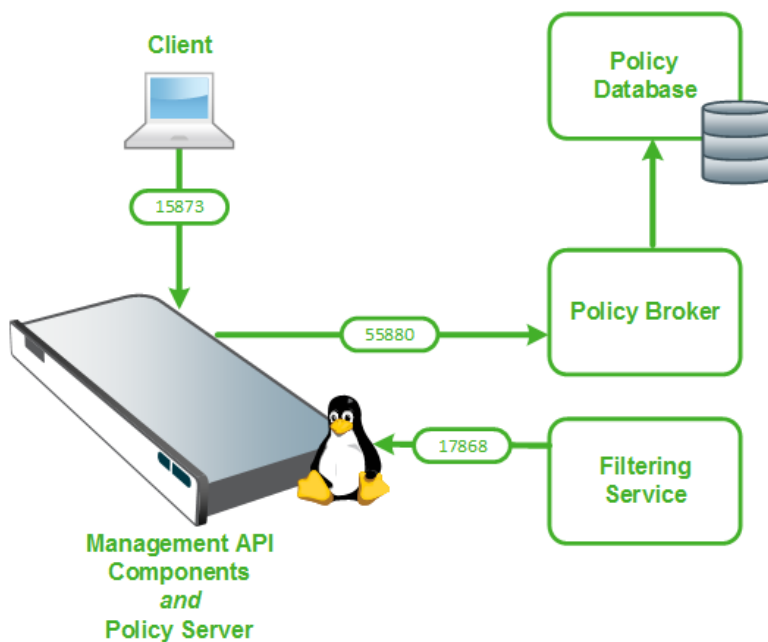 Client
Policy
Database
15873
Policy Broker
55880
17868
Filtering
Service
Management API
Components
and
Policy Server